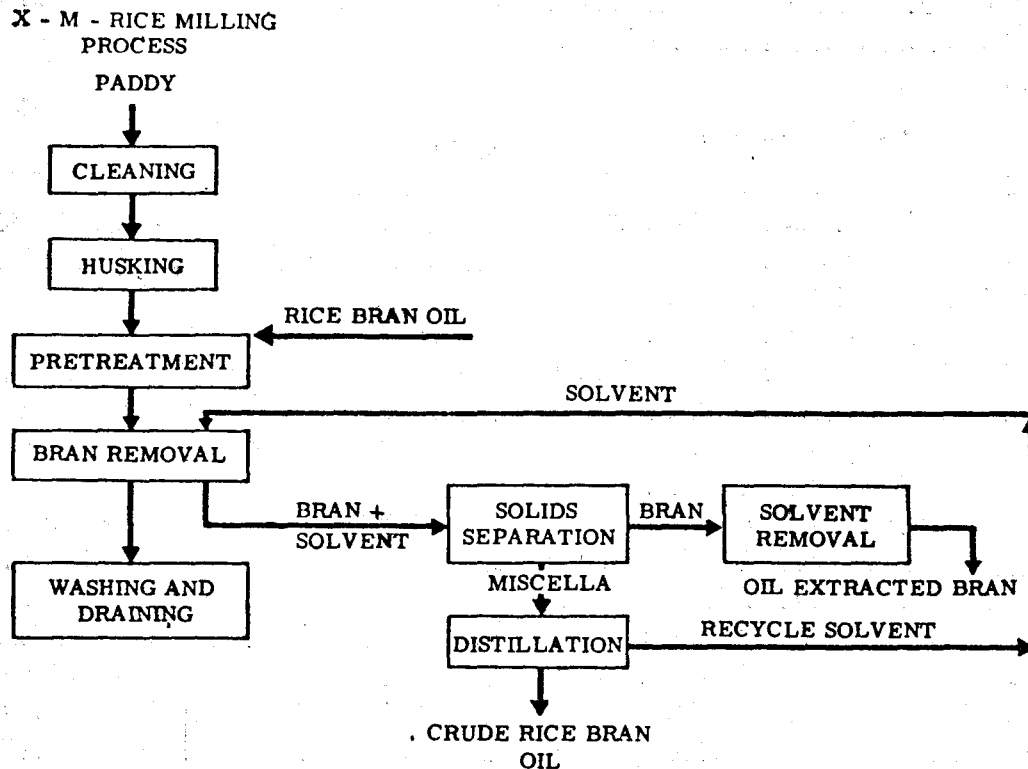 X - M - RICE MILLING
PROCESS
PADDY
CLEANING
HUSKING
RICE BRAN OIL
PRETREATMENT
SOLVENT
BRAN REMOVAL
BRAN +
SOLVENT
SOLIDS
SEPARATION
BRAN
SOLVENT
REMOVAL
WASHING AND
DRAINING
MISCELLA
OIL EXTRACTED BRAN
DISTILLATION
RECYCLE SOLVENT
CRUDE RICE BRAN
OIL